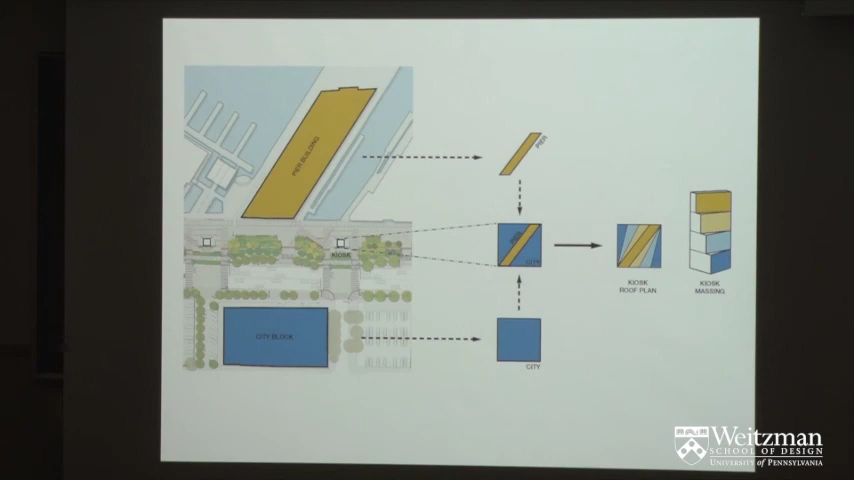 PIER BUILDING
PIER
KIOSK
PIER
CITY
KIOSK
ROOF PLAN
KIOSK
MASSING
CITY BLOCK
CITY
Weitzman
SCHOOL OF DESIGN
UNIVERSITY of PENNSYLVANIA